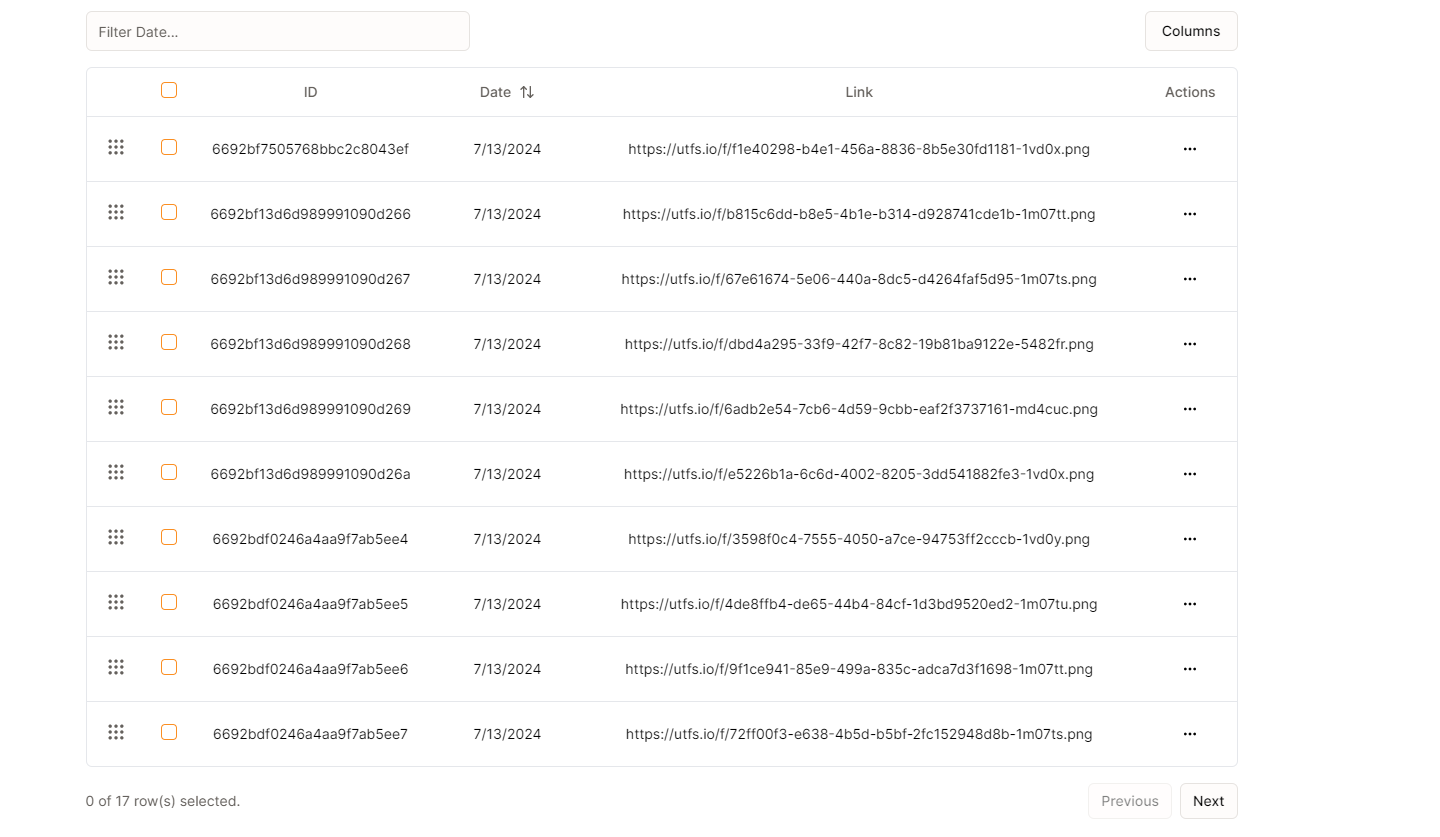 Filter Date...
Columns
ID Date Link Actions
6692bf7505768bbc2c8043ef 7/13/2024 https://utfs.io/f/f1e40298-b4e1-456a-8836-8b5e30fd1181-1vd0x.png
6692bf13d6d989991090d266 7/13/2024 https://utfs.io/f/b815c6dd-b8e5-4b1e-b314-d928741cde1b-1m07tt.png
6692bf13d6d989991090d267 7/13/2024 https://utfs.io/f/67e61674-5e06-440a-8dc5-d4264faf5d95-1m07ts.png
6692bf13d6d989991090d268 7/13/2024 https://utfs.io/f/dbd4a295-33f9-42f7-8c82-19b81ba9122e-5482fr.png
6692bf13d6d989991090d269 7/13/2024 https://utfs.io/f/6adb2e54-7cb6-4d59-9cbb-eaf2f3737161-md4cuc.png
6692bf13d6d989991090d26a 7/13/2024 https://utfs.io/f/e5226b1a-6c6d-4002-8205-3dd541882fe3-1vd0x.png
6692bdf0246a4aa9f7ab5ee4 7/13/2024 https://utfs.io/f/3598f0c4-7555-4050-a7ce-94753ff2cccb-1vd0y.png
6692bdf0246a4aa9f7ab5ee5 7/13/2024 https://utfs.io/f/4de8ffb4-de65-44b4-84cf-1d3bd9520ed2-1m07tu.png
6692bdf0246a4aa9f7ab5ee6 7/13/2024 https://utfs.io/f/9f1ce941-85e9-499a-835c-adca7d3f1698-1m07tt.png
6692bdf0246a4aa9f7ab5ee7 7/13/2024 https://utfs.io/f/72ff00f3-e638-4b5d-b5bf-2fc152948d8b-1m07ts.png
0 of 17 row(s) selected.
Previous Next